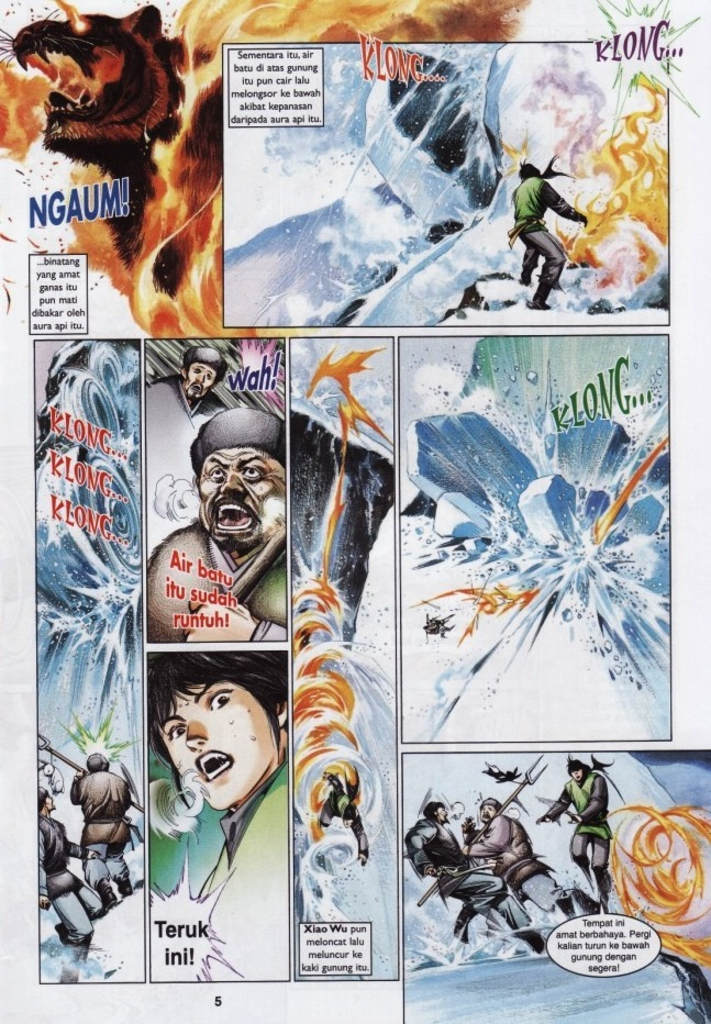 NGAUM!
...binatang
yang amat
ganas itu
pun mati
dibakar oleh
aura api itu.
Sementara itu, air
batu di atas gunung
itu pun cair lalu
melongsor ke bawah
akibat kepanasan
daripada aura api itu.
KLONG...
KLONG...
KLONG...
KLONG...
KLONG...
Wah!
Air batu
itu sudah
runtuh!
Teruk
ini!
Xiao Wu pun
meloncat lalu
meluncur ke
kaki gunung itu.
KLONG...
Tempat ini
amat berbahaya. Pergi
kalian turun ke bawah
gunung dengan
segera!
5